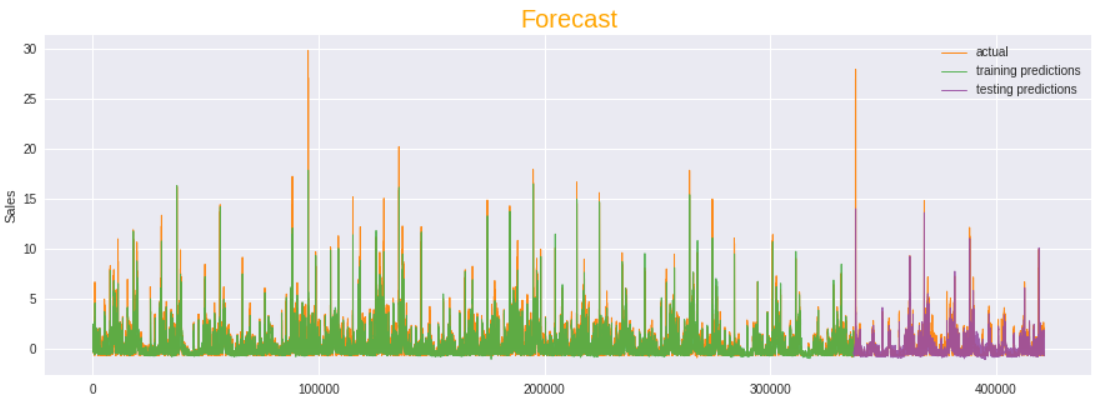 Forecast
30
25
20
15
10
5
0
Sales
actual
training predictions
testing predictions
0
100000
200000
300000
400000